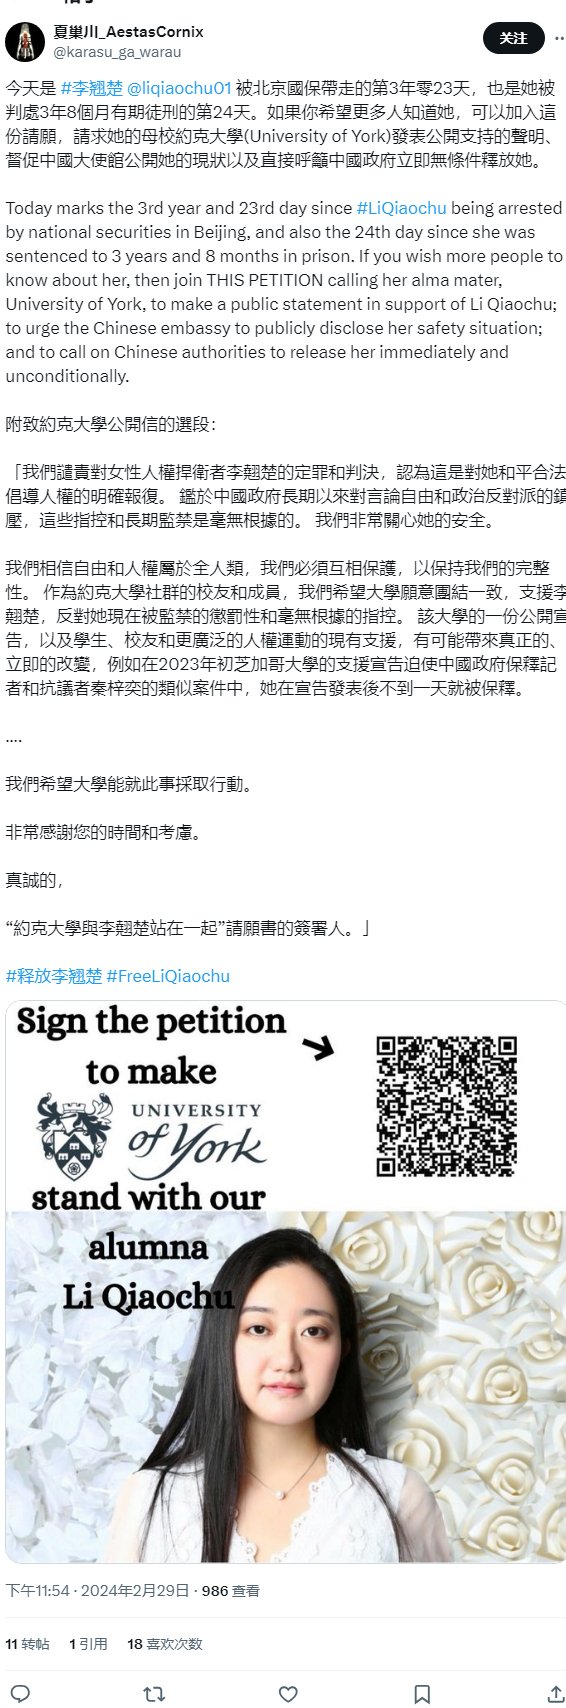 夏巢川_AestasCornix
@karasu_ga_warau
关注
今天是 #李翘楚 @liqiaochu01 被北京國保帶走的第3年零23天，也是她被
判處3年8個月有期徒刑的第24天。如果你希望更多人知道她，可以加入這
份請願，請求她的母校約克大學(University of York)發表公開支持的聲明、
督促中國大使館公開她的現狀以及直接呼籲中國政府立即無條件釋放她。
Today marks the 3rd year and 23rd day since #LiQiaochu being arrested
by national securities in Beijing, and also the 24th day since she was
sentenced to 3 years and 8 months in prison. If you wish more people to
know about her, then join THIS PETITION calling her alma mater,
University of York, to make a public statement in support of Li Qiaochu;
to urge the Chinese embassy to publicly disclose her safety situation;
and to call on Chinese authorities to release her immediately and
unconditionally.
附致約克大學公開信的選段：
「我們譴責對女性人權捍衛者李翹楚的定罪和判決，認為這是對她和平合法
倡導人權的明確報復。 鑑於中國政府長期以來對言論自由和政治反對派的鎮
壓，這些指控和長期監禁是毫無根據的。 我們非常關心她的安全。
我們相信自由和人權屬於全人類，我們必須互相保護，以保持我們的完整
性。 作為約克大學社群的校友和成員，我們希望大學願意團結一致，支援李
翹楚，反對她現在被監禁的懲罰性和毫無根據的指控。 該大學的一份公開宣
告，以及學生、校友和更廣泛的人權運動的現有支援，有可能帶來真正的、
立即的改變，例如在2023年初芝加哥大學的支援宣告迫使中國政府保釋記
者和抗議者秦梓奕的類似案件中，她在宣告發表後不到一天就被保釋。
....
我們希望大學能就此事採取行動。
非常感謝您的時間和考慮。
真誠的，
“約克大學與李翹楚站在一起”請願書的簽署人。」
#释放李翘楚 #FreeLiQiaochu
Sign the petition
to make
UNIVERSITY
of York
stand with our
alumna
Li Qiaochu
下午11:54 · 2024年2月29日 · 986 查看
11 转帖 1 引用 18 喜欢次数